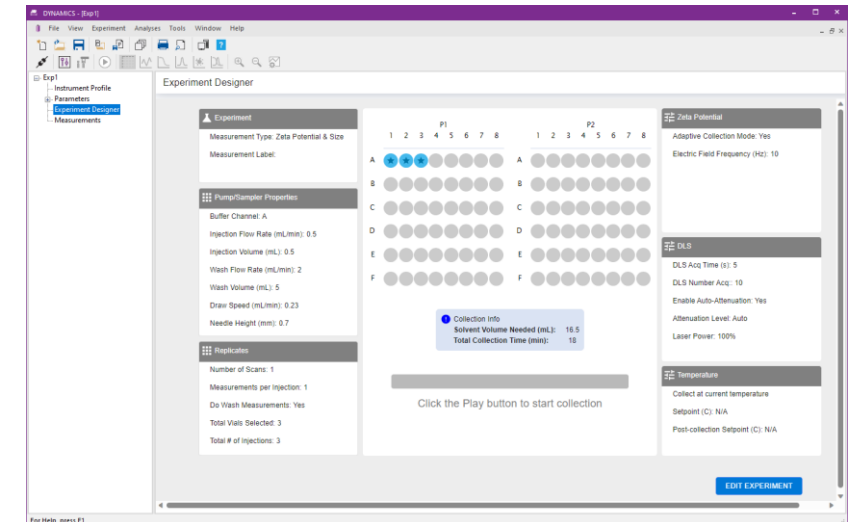 DYNAMICS - [Exp1]
File View Experiment Analyses Tools Window Help
Exp1
Instrument Profile
Parameters
Experiment Designer
Measurements
Experiment Designer
Experiment
Measurement Type: Zeta Potential & Size
Measurement Label:
Pump/Sampler Properties
Buffer Channel: A
Injection Flow Rate (mL/min): 0.5
Injection Volume (mL): 0.5
Wash Flow Rate (mL/min): 2
Wash Volume (mL): 5
Draw Speed (mL/min): 0.23
Needle Height (mm): 0.7
Replicates
Number of Scans: 1
Measurements per Injection: 1
Do Wash Measurements: Yes
Total Vials Selected: 3
Total # of Injections: 3
P1
1 2 3 4 5 6 7 8
A
B
C
D
E
F
P2
1 2 3 4 5 6 7 8
A
B
C
D
E
F
Collection Info
Solvent Volume Needed (mL): 16.5
Total Collection Time (min): 18
Click the Play button to start collection
Zeta Potential
Adaptive Collection Mode: Yes
Electric Field Frequency (Hz): 10
DLS
DLS Acq Time (s): 5
DLS Number Acq: 10
Enable Auto-Attenuation: Yes
Attenuation Level: Auto
Laser Power: 100%
Temperature
Collect at current temperature
Setpoint (C): N/A
Post-collection Setpoint (C): N/A
EDIT EXPERIMENT
For Help, press F1